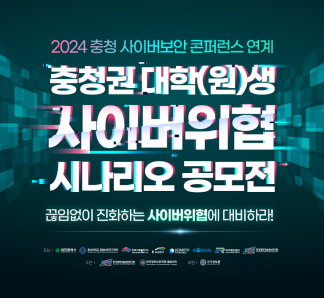 2024 충청 사이버보안 콘퍼런스 연계
충청권 대학(원)생
사이버위협
시나리오 공모전
끊임없이 진화하는 사이버위협에 대비하라!